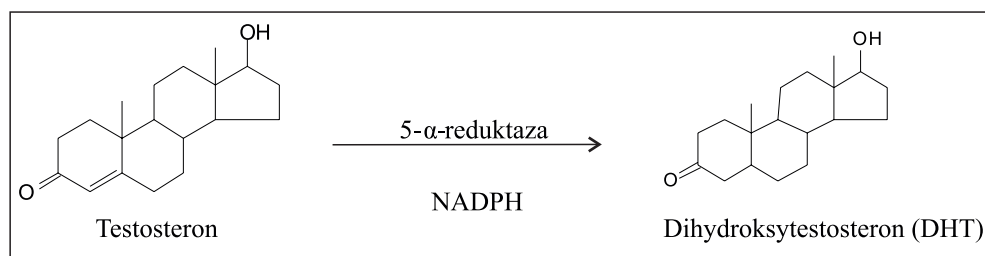 OH
OH
5-α-reduktaza
O
O
NADPH
Testosteron
Dihydroksytestosteron (DHT)